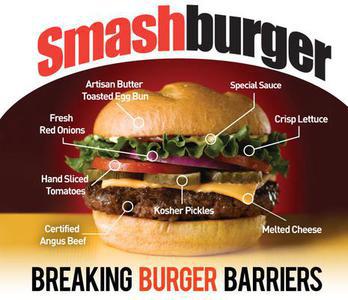 Smashburger
Artisan Butter
Toasted Egg Bun
Special Sauce
Fresh
Red Onions
Crisp Lettuce
Hand Sliced
Tomatoes
Kosher Pickles
Certified
Angus Beef
Melted Cheese
BREAKING BURGER BARRIERS